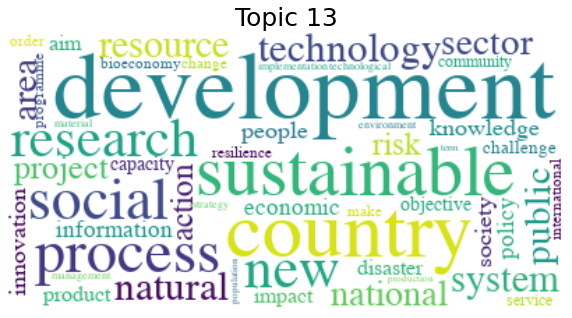 Topic 13
order
aim
resource
technology
sector
area
programme
bioeconomy
change
implementation
technological
community
development
material
environment
research
people
knowledge
resilience
risk
challenge
project
capacity
sustainable
term
international
social
action
strategy
economic
make
objective
society
policy
public
innovation
information
country
process
new
disaster
system
management
natural
population
production
product
impact
national
service